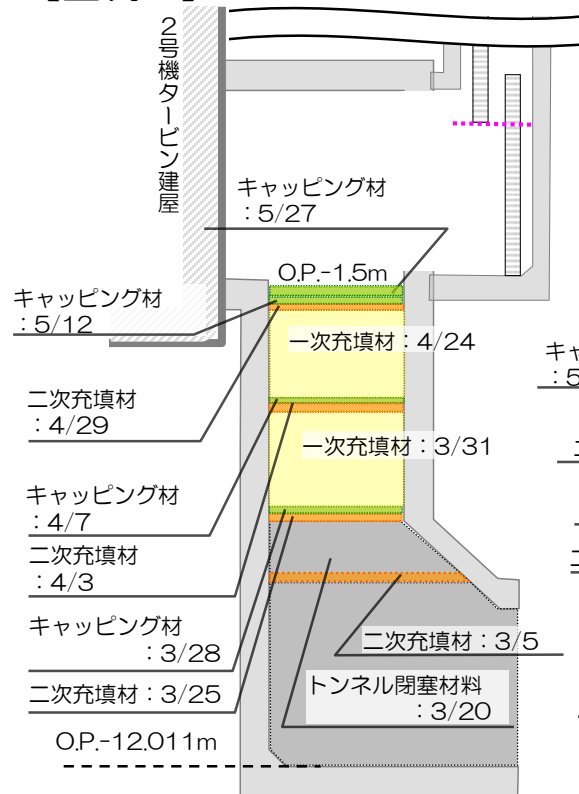 2号機タービン建屋
キャッピング材
：5/27
O.P.-1.5m
キャッピング材
：5/12
一次充填材：4/24
二次充填材
：4/29
一次充填材：3/31
キャッピング材
：4/7
二次充填材
：4/3
キャッピング材
：3/28
二次充填材：3/5
二次充填材：3/25
トンネル閉塞材料
：3/20
O.P.-12.011m